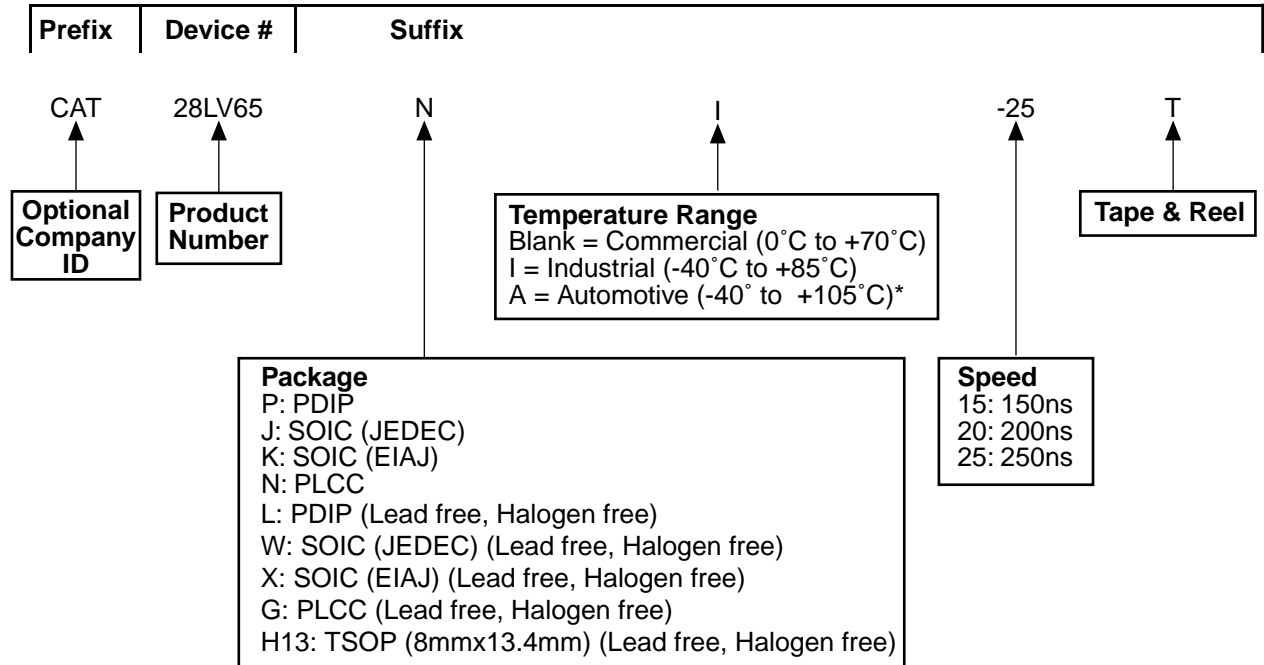 Prefix Device # Suffix
CAT 28LV65 N I -25 T
Optional
Company
ID
Product
Number
Temperature Range
Blank = Commercial (0˚C to +70˚C)
I = Industrial (-40˚C to +85˚C)
A = Automotive (-40˚ to +105˚C)*
Tape & Reel
Package
P: PDIP
J: SOIC (JEDEC)
K: SOIC (EIAJ)
N: PLCC
L: PDIP (Lead free, Halogen free)
W: SOIC (JEDEC) (Lead free, Halogen free)
X: SOIC (EIAJ) (Lead free, Halogen free)
G: PLCC (Lead free, Halogen free)
H13: TSOP (8mmx13.4mm) (Lead free, Halogen free)
Speed
15: 150ns
20: 200ns
25: 250ns